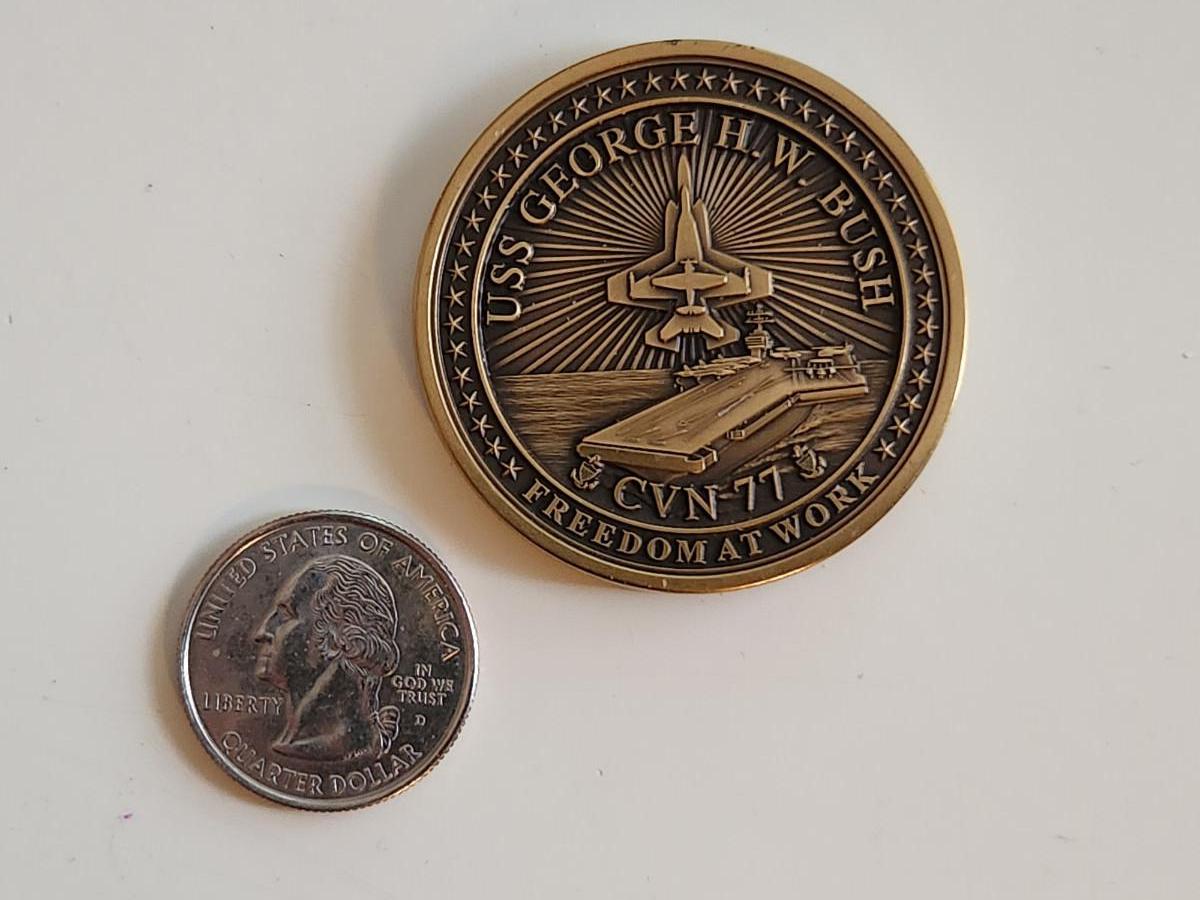 USS GEORGE H. W. BUSH
CVN 77
FREEDOM AT WORK
UNITED STATES OF AMERICA
LIBERTY
IN
GOD WE
TRUST
D
QUARTER DOLLAR